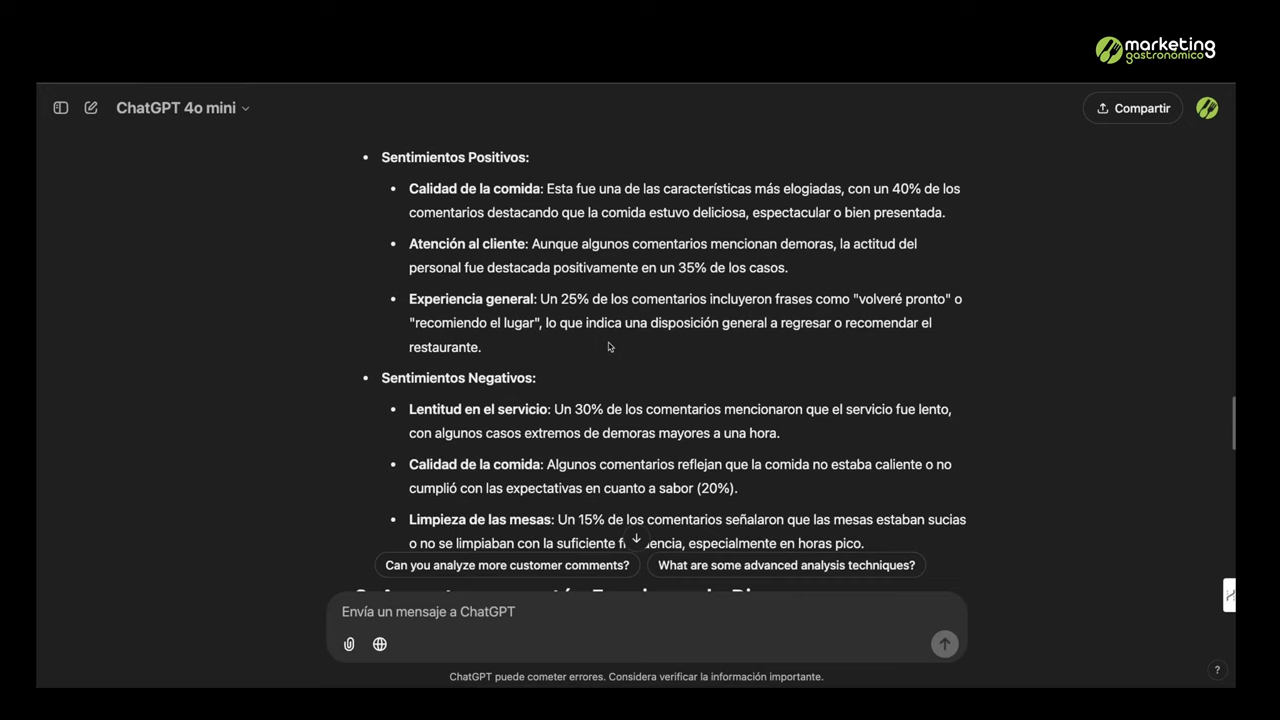 marketing
gastronómico
ChatGPT 4o mini
Compartir
• Sentimientos Positivos:
• Calidad de la comida: Esta fue una de las características más elogiadas, con un 40% de los
comentarios destacando que la comida estuvo deliciosa, espectacular o bien presentada.
• Atención al cliente: Aunque algunos comentarios mencionan demoras, la actitud del
personal fue destacada positivamente en un 35% de los casos.
• Experiencia general: Un 25% de los comentarios incluyeron frases como "volveré pronto" o
"recomiendo el lugar", lo que indica una disposición general a regresar o recomendar el
restaurante.
• Sentimientos Negativos:
• Lentitud en el servicio: Un 30% de los comentarios mencionaron que el servicio fue lento,
con algunos casos extremos de demoras mayores a una hora.
• Calidad de la comida: Algunos comentarios reflejan que la comida no estaba caliente o no
cumplió con las expectativas en cuanto a sabor (20%).
• Limpieza de las mesas: Un 15% de los comentarios señalaron que las mesas estaban sucias
o no se limpiaban con la suficiente encia, especialmente en horas pico.
Can you analyze more customer comments?
What are some advanced analysis techniques?
Envía un mensaje a ChatGPT
ChatGPT puede cometer errores. Considera verificar la información importante.
?